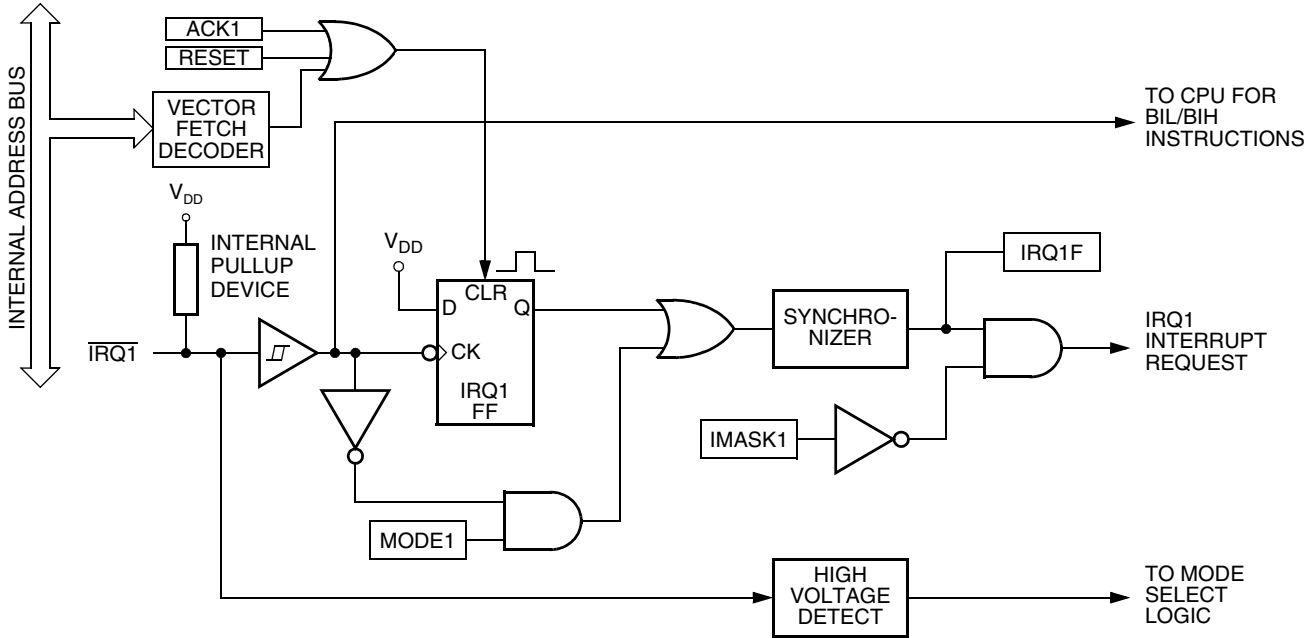 INTERNAL ADDRESS BUS
ACK1
RESET
VECTOR
FETCH
DECODER
TO CPU FOR
BIL/BIH
INSTRUCTIONS
VDD
INTERNAL
PULLUP
DEVICE
VDD
CLR
D
Q
CK
IRQ1
FF
IRQ1
SYNCHRO-
NIZER
IRQ1F
IRQ1
INTERRUPT
REQUEST
IMASK1
MODE1
HIGH
VOLTAGE
DETECT
TO MODE
SELECT
LOGIC